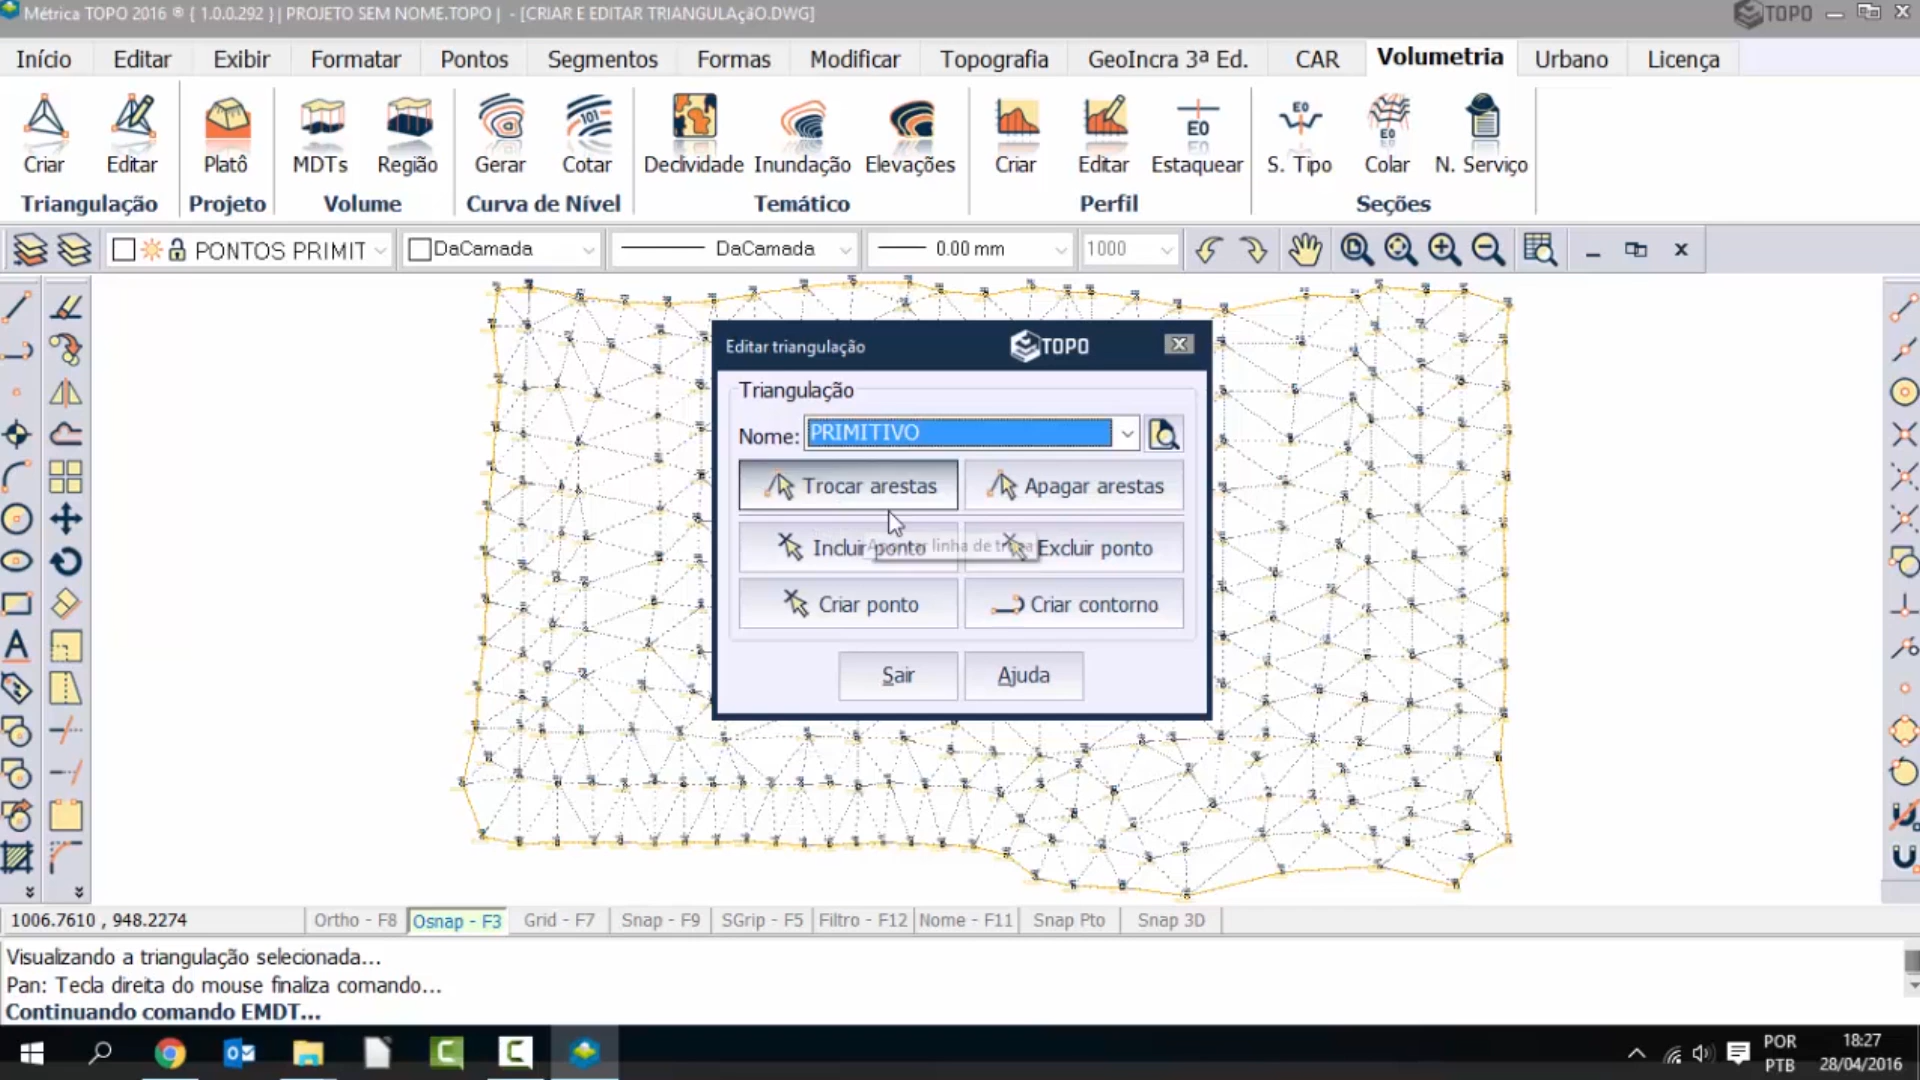 Métrica TOPO 2016 ® { 1.0.0.292 } | PROJETO SEM NOME.TOPO | - [CRIAR E EDITAR TRIANGULAçãO.DWG]
TOPO
Início Editar Exibir Formatar Pontos Segmentos Formas Modificar Topografia GeoIncra 3ª Ed. CAR Volumetria Urbano Licença
101 E0 E0 E0
Criar Editar Platô MDTs Região Gerar Cotar Declividade Inundação Elevações Criar Editar Estaquear S. Tipo Colar N. Serviço
Triangulação Projeto Volume Curva de Nível Temático Perfil Seções
PONTOS PRIMIT DaCamada DaCamada 0.00 mm 1000
Editar triangulação TOPO
Triangulação
Nome: PRIMITIVO
Trocar arestas Apagar arestas
Incluir ponto Excluir ponto
Criar ponto Criar contorno
Sair Ajuda
1006.7610 , 948.2274 Ortho - F8 Osnap - F3 Grid - F7 Snap - F9 SGrip - F5 Filtro - F12 Nome - F11 Snap Pto Snap 3D
Visualizando a triangulação selecionada...
Pan: Tecla direita do mouse finaliza comando...
Continuando comando EMDT...
POR 18:27
PTB 28/04/2016